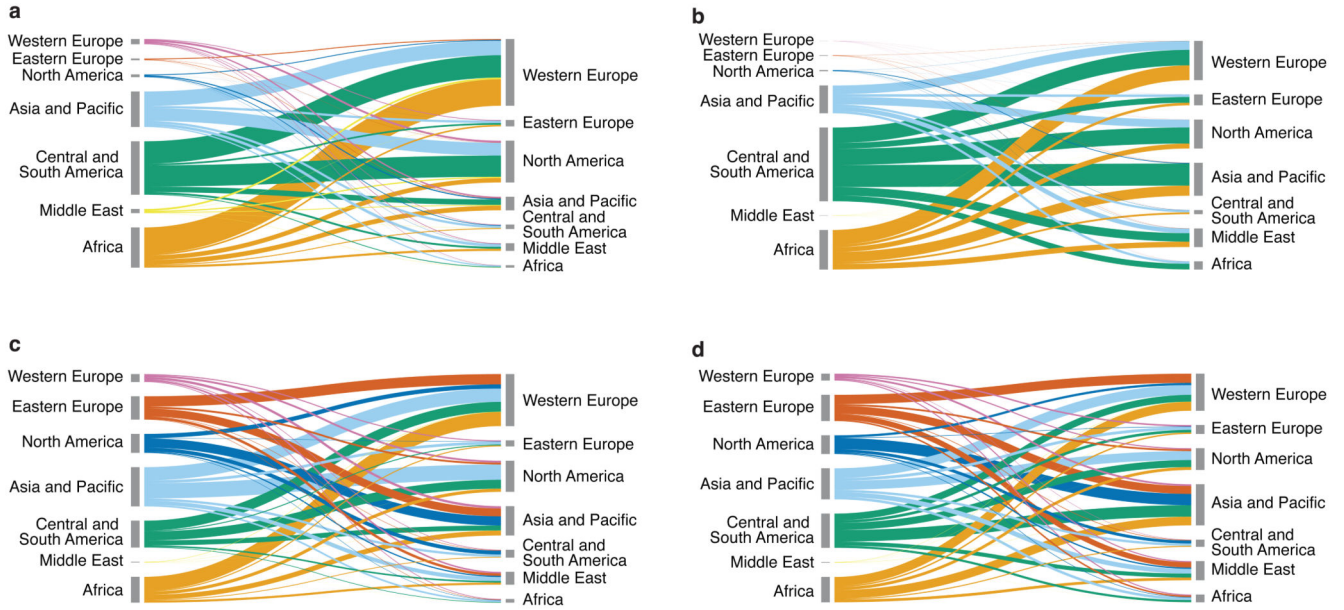 a
Western Europe
Eastern Europe
North America
Asia and Pacific
Central and
South America
Middle East
Africa
Western Europe
Eastern Europe
North America
Asia and Pacific
Central and
South America
Middle East
Africa
b
Western Europe
Eastern Europe
North America
Asia and Pacific
Central and
South America
Middle East
Africa
Western Europe
Eastern Europe
North America
Asia and Pacific
Central and
South America
Middle East
Africa
c
Western Europe
Eastern Europe
North America
Asia and Pacific
Central and
South America
Middle East
Africa
Western Europe
Eastern Europe
North America
Asia and Pacific
Central and
South America
Middle East
Africa
d
Western Europe
Eastern Europe
North America
Asia and Pacific
Central and
South America
Middle East
Africa
Western Europe
Eastern Europe
North America
Asia and Pacific
Central and
South America
Middle East
Africa